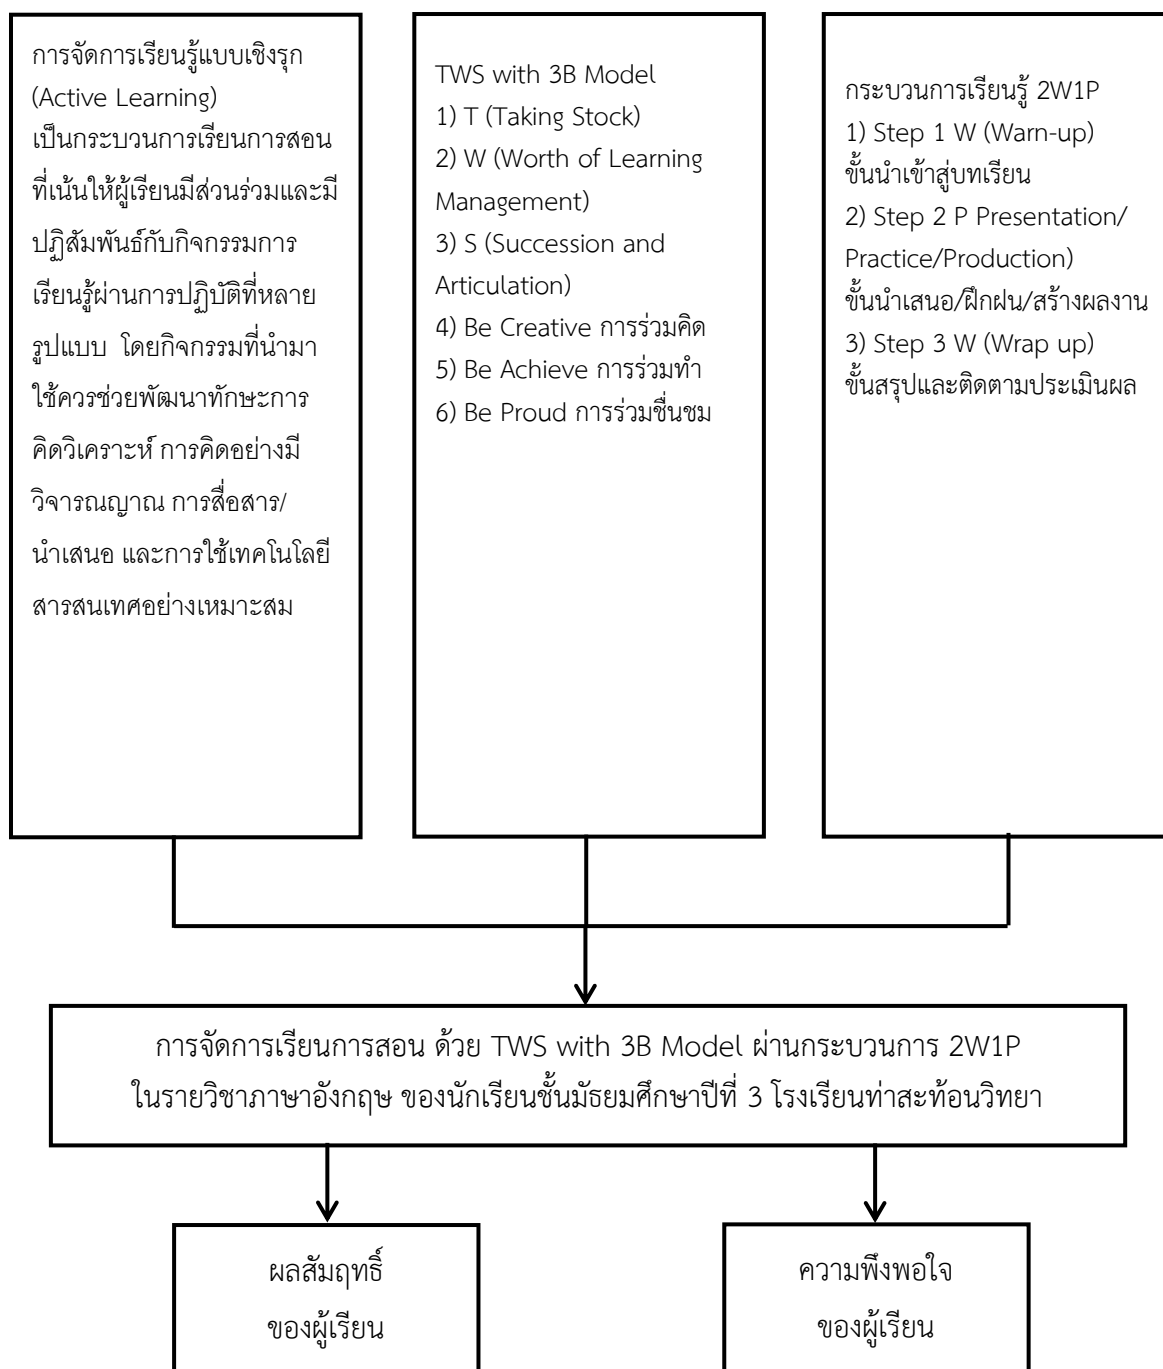 การจัดการเรียนรู้แบบเชิงรุก
(Active Learning)
เป็นกระบวนการเรียนการสอน
ที่เน้นให้ผู้เรียนมีส่วนร่วมและมี
ปฏิสัมพันธ์กับกิจกรรมการ
เรียนรู้ผ่านการปฏิบัติที่หลาย
รูปแบบ โดยกิจกรรมที่นำมา
ใช้ควรช่วยพัฒนาทักษะการ
คิดวิเคราะห์ การคิดอย่างมี
วิจารณญาณ การสื่อสาร/
นำเสนอ และการใช้เทคโนโลยี
สารสนเทศอย่างเหมาะสม
TWS with 3B Model
1) T (Taking Stock)
2) W (Worth of Learning
Management)
3) S (Succession and
Articulation)
4) Be Creative การร่วมคิด
5) Be Achieve การร่วมทำ
6) Be Proud การร่วมชื่นชม
กระบวนการเรียนรู้ 2W1P
1) Step 1 W (Warn-up)
ขั้นนำเข้าสู่บทเรียน
2) Step 2 P Presentation/
Practice/Production)
ขั้นนำเสนอ/ฝึกฝน/สร้างผลงาน
3) Step 3 W (Wrap up)
ขั้นสรุปและติดตามประเมินผล
การจัดการเรียนการสอน ด้วย TWS with 3B Model ผ่านกระบวนการ 2W1P
ในรายวิชาภาษาอังกฤษ ของนักเรียนชั้นมัธยมศึกษาปีที่ 3 โรงเรียนท่าสะท้อนวิทยา
ผลสัมฤทธิ์
ของผู้เรียน
ความพึงพอใจ
ของผู้เรียน